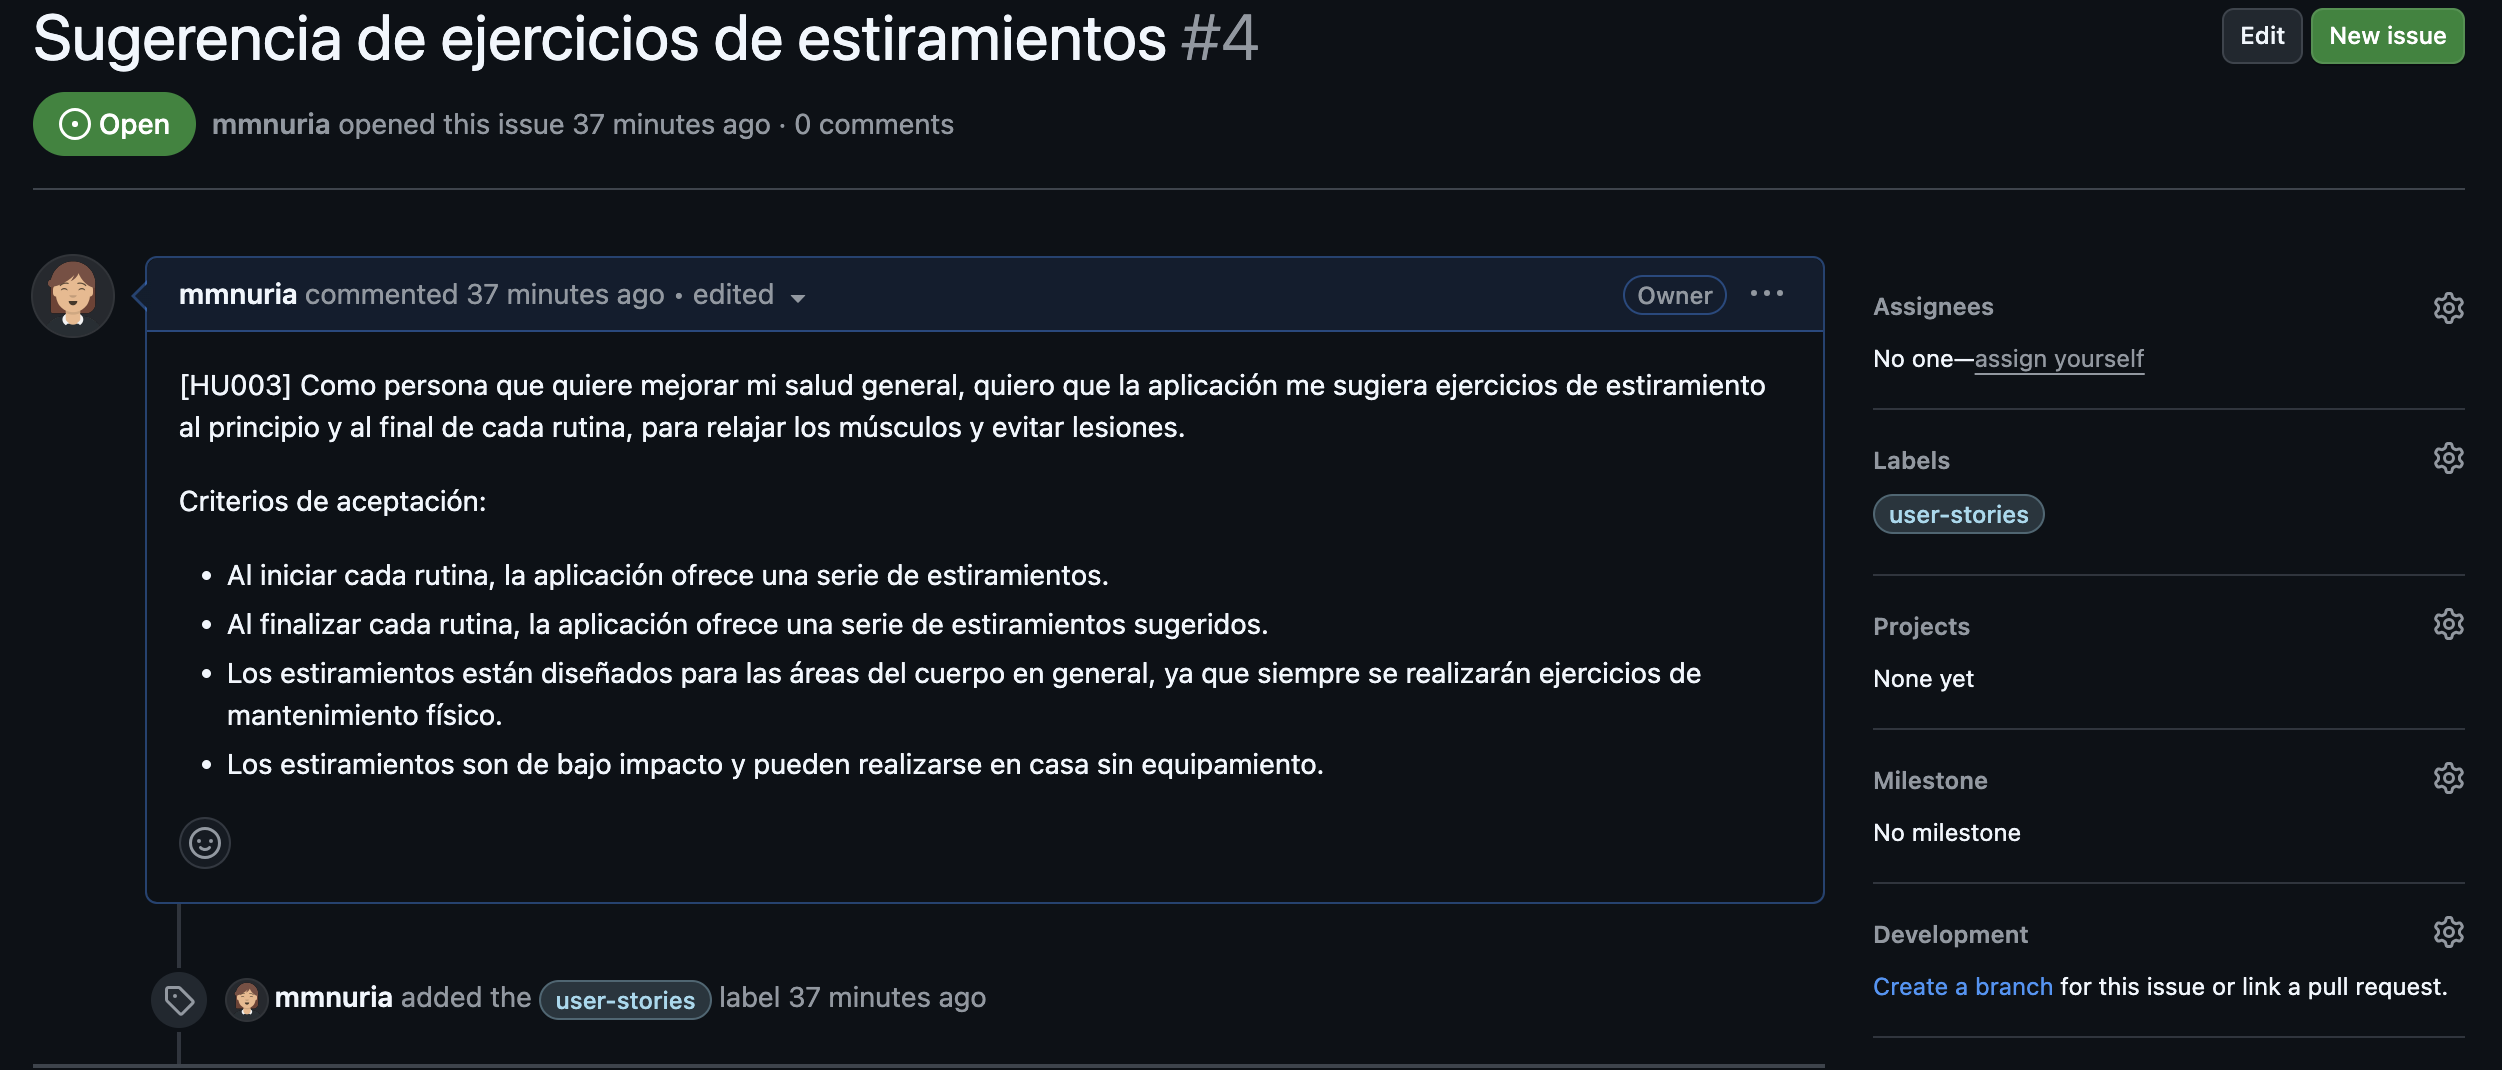 Sugerencia de ejercicios de estiramientos #4
Edit
New issue
Open
mmnuria opened this issue 37 minutes ago · 0 comments
mmnuria commented 37 minutes ago • edited
Owner
[HU003] Como persona que quiere mejorar mi salud general, quiero que la aplicación me sugiera ejercicios de estiramiento
al principio y al final de cada rutina, para relajar los músculos y evitar lesiones.
Criterios de aceptación:
• Al iniciar cada rutina, la aplicación ofrece una serie de estiramientos.
• Al finalizar cada rutina, la aplicación ofrece una serie de estiramientos sugeridos.
• Los estiramientos están diseñados para las áreas del cuerpo en general, ya que siempre se realizarán ejercicios de
mantenimiento físico.
• Los estiramientos son de bajo impacto y pueden realizarse en casa sin equipamiento.
mmnuria added the user-stories label 37 minutes ago
Assignees
No one—assign yourself
Labels
user-stories
Projects
None yet
Milestone
No milestone
Development
Create a branch for this issue or link a pull request.